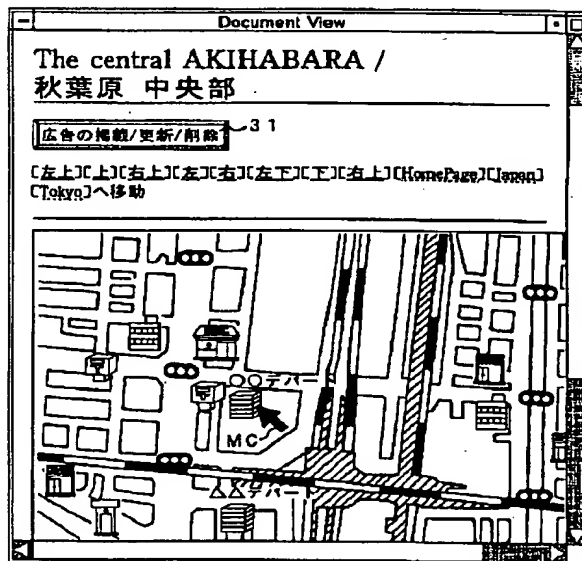 Document View
The central AKIHABARA /
秋葉原 中央部
広告の掲載/更新/削除
31
[左上][上][右上][左][右][左下][下][右上][HomePage][Japan]
[Tokyo]へ移動
○○デパート
MC
△△デパート